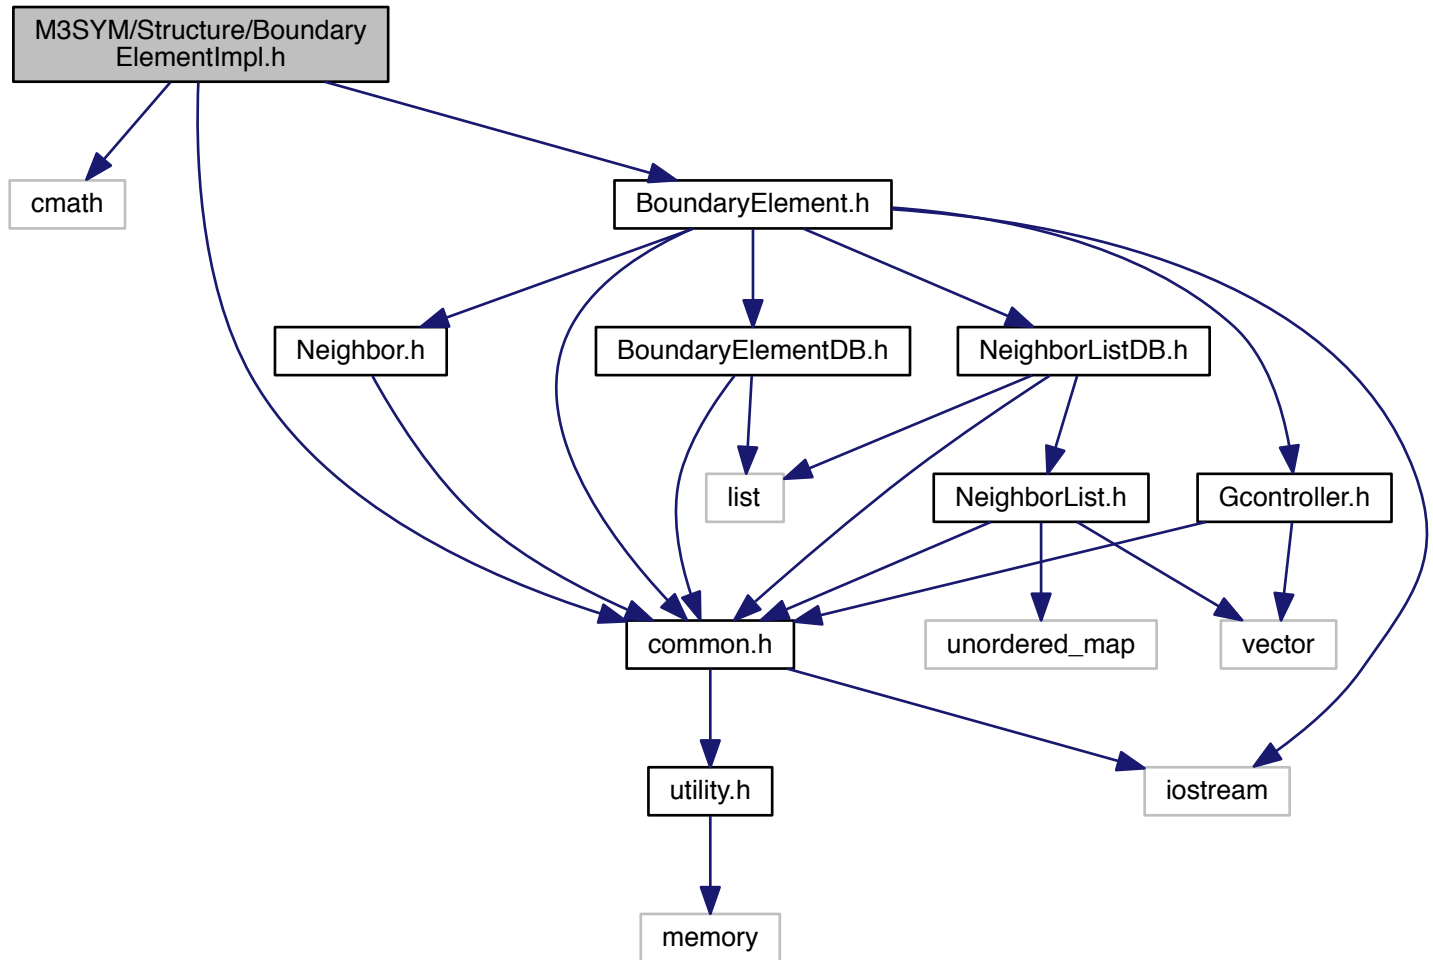 M3SYM/Structure/Boundary
ElementImpl.h
cmath
BoundaryElement.h
Neighbor.h
BoundaryElementDB.h
NeighborListDB.h
list
NeighborList.h
Gcontroller.h
common.h
unordered_map
vector
utility.h
iostream
memory